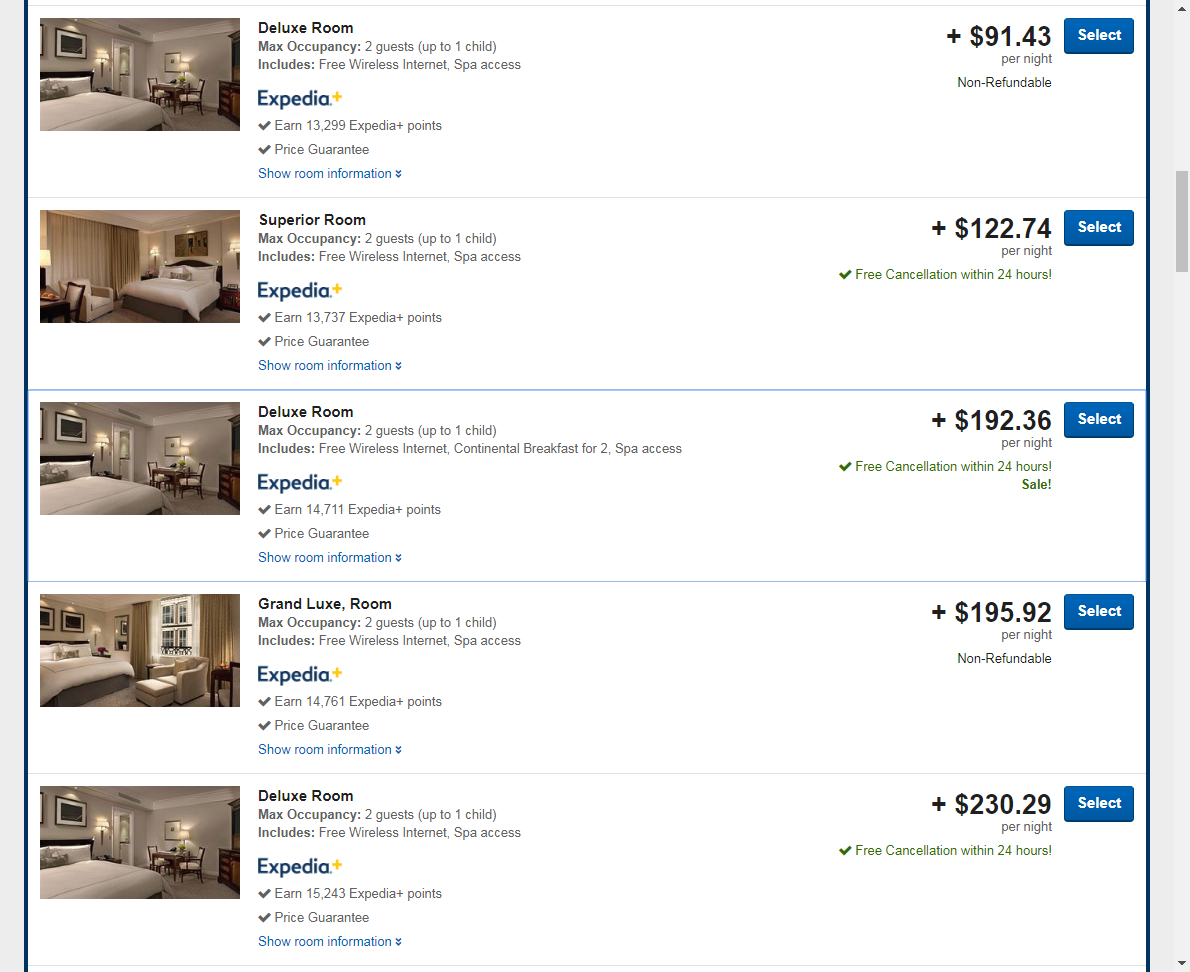 Deluxe Room
Max Occupancy: 2 guests (up to 1 child)
Includes: Free Wireless Internet, Spa access
Expedia.+
Earn 13,299 Expedia+ points
Price Guarantee
Show room information
+ $91.43
per night
Non-Refundable
Select
Superior Room
Max Occupancy: 2 guests (up to 1 child)
Includes: Free Wireless Internet, Spa access
Expedia.+
Earn 13,737 Expedia+ points
Price Guarantee
Show room information
+ $122.74
per night
Free Cancellation within 24 hours!
Select
Deluxe Room
Max Occupancy: 2 guests (up to 1 child)
Includes: Free Wireless Internet, Continental Breakfast for 2, Spa access
Expedia.+
Earn 14,711 Expedia+ points
Price Guarantee
Show room information
+ $192.36
per night
Free Cancellation within 24 hours!
Sale!
Select
Grand Luxe, Room
Max Occupancy: 2 guests (up to 1 child)
Includes: Free Wireless Internet, Spa access
Expedia.+
Earn 14,761 Expedia+ points
Price Guarantee
Show room information
+ $195.92
per night
Non-Refundable
Select
Deluxe Room
Max Occupancy: 2 guests (up to 1 child)
Includes: Free Wireless Internet, Spa access
Expedia.+
Earn 15,243 Expedia+ points
Price Guarantee
Show room information
+ $230.29
per night
Free Cancellation within 24 hours!
Select